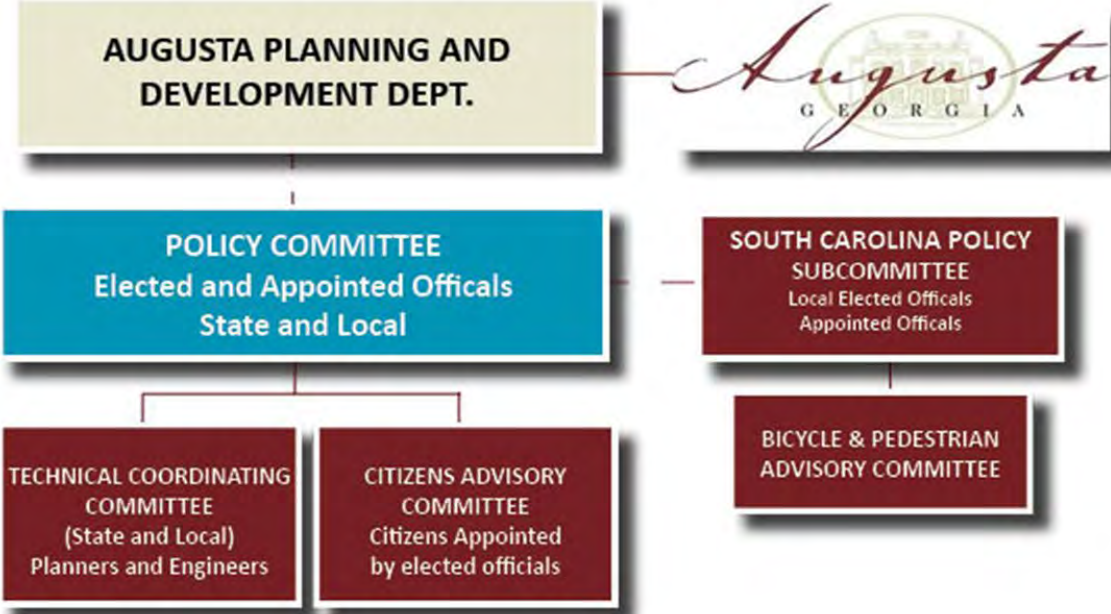 AUGUSTA PLANNING AND
DEVELOPMENT DEPT.
Augusta
GEORGIA
POLICY COMMITTEE
Elected and Appointed Officals
State and Local
SOUTH CAROLINA POLICY
SUBCOMMITTEE
Local Elected Officals
Appointed Officals
TECHNICAL COORDINATING
COMMITTEE
(State and Local)
Planners and Engineers
CITIZENS ADVISORY
COMMITTEE
Citizens Appointed
by elected officials
BICYCLE & PEDESTRIAN
ADVISORY COMMITTEE